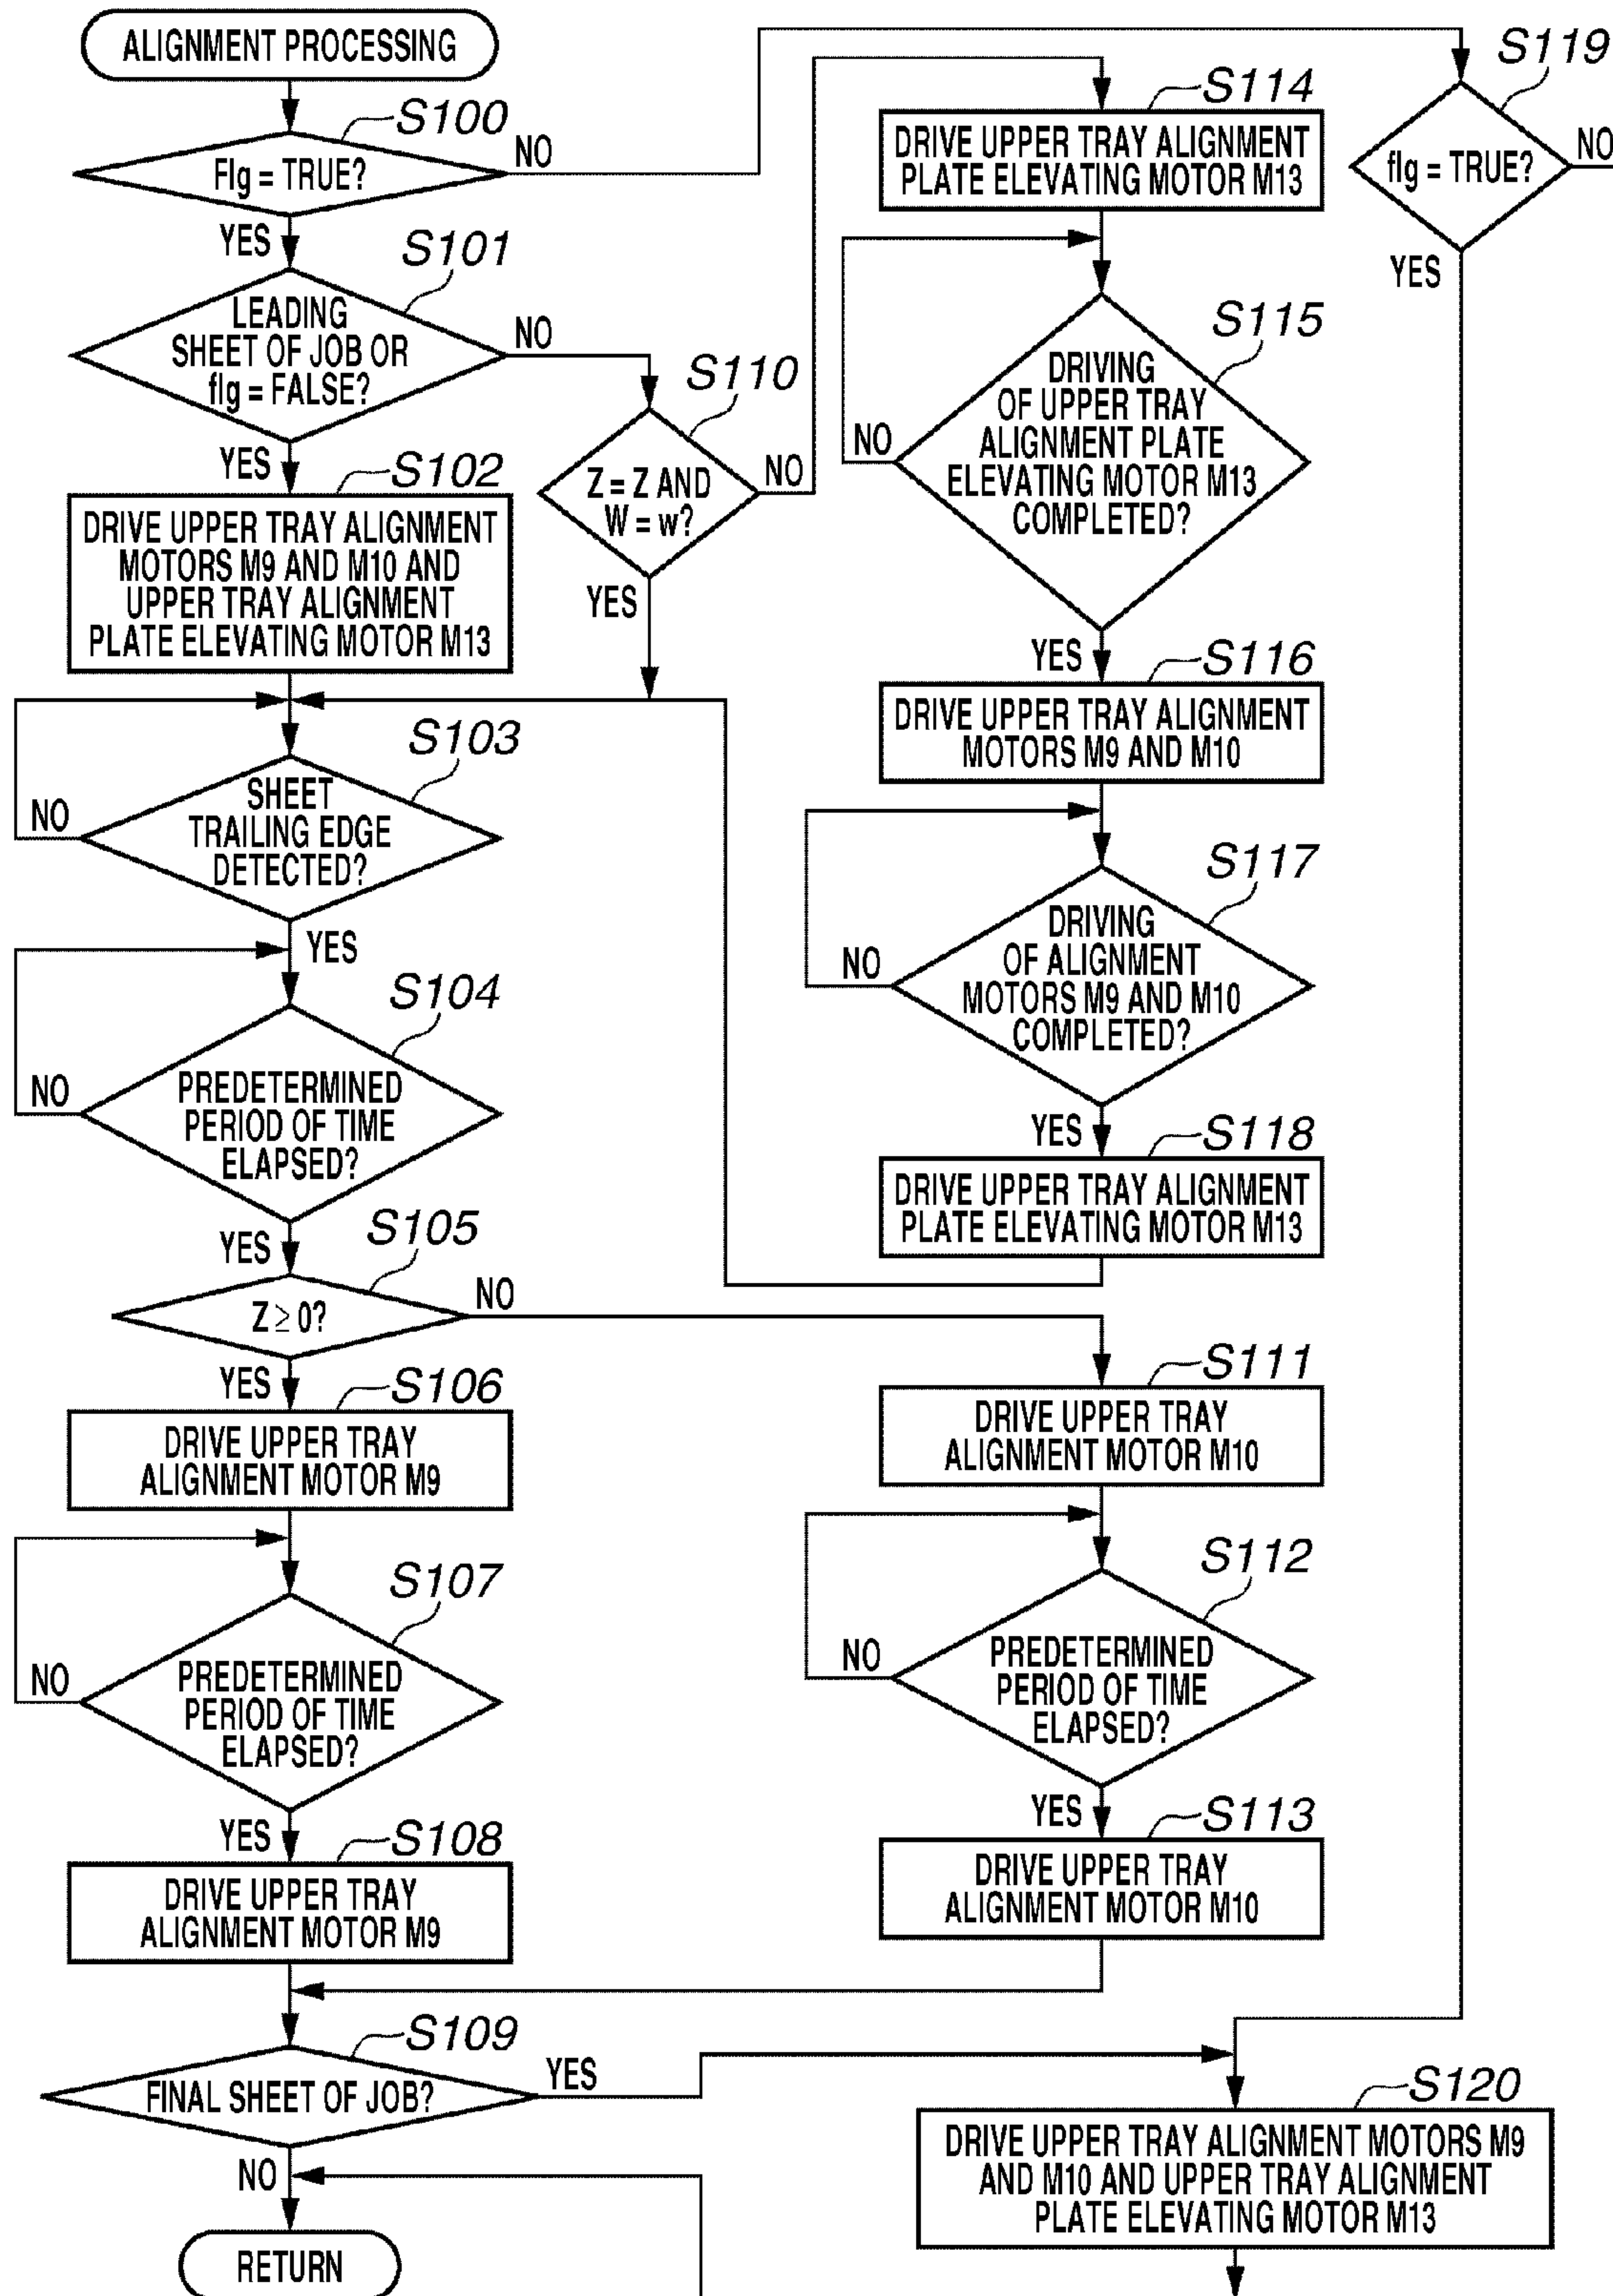 ALIGNMENT PROCESSING
S100
Flg = TRUE?
NO
YES
S101
LEADING
SHEET OF JOB OR
flg = FALSE?
NO
YES
S102
DRIVE UPPER TRAY ALIGNMENT
MOTORS M9 AND M10 AND
UPPER TRAY ALIGNMENT
PLATE ELEVATING MOTOR M13
S110
Z = Z AND
W = w?
NO
YES
S103
SHEET
TRAILING EDGE
DETECTED?
NO
YES
S104
PREDETERMINED
PERIOD OF TIME
ELAPSED?
NO
YES
S105
Z ≥ 0?
NO
YES
S106
DRIVE UPPER TRAY
ALIGNMENT MOTOR M9
S107
PREDETERMINED
PERIOD OF TIME
ELAPSED?
NO
YES
S108
DRIVE UPPER TRAY
ALIGNMENT MOTOR M9
S109
FINAL SHEET OF JOB?
YES
NO
RETURN
S114
DRIVE UPPER TRAY ALIGNMENT
PLATE ELEVATING MOTOR M13
S115
DRIVING
OF UPPER TRAY
ALIGNMENT PLATE
ELEVATING MOTOR M13
COMPLETED?
NO
YES
S116
DRIVE UPPER TRAY ALIGNMENT
MOTORS M9 AND M10
S117
DRIVING
OF ALIGNMENT
MOTORS M9 AND M10
COMPLETED?
NO
YES
S118
DRIVE UPPER TRAY ALIGNMENT
PLATE ELEVATING MOTOR M13
S111
DRIVE UPPER TRAY
ALIGNMENT MOTOR M10
S112
PREDETERMINED
PERIOD OF TIME
ELAPSED?
NO
YES
S113
DRIVE UPPER TRAY
ALIGNMENT MOTOR M10
S119
flg = TRUE?
NO
YES
S120
DRIVE UPPER TRAY ALIGNMENT MOTORS M9
AND M10 AND UPPER TRAY ALIGNMENT
PLATE ELEVATING MOTOR M13